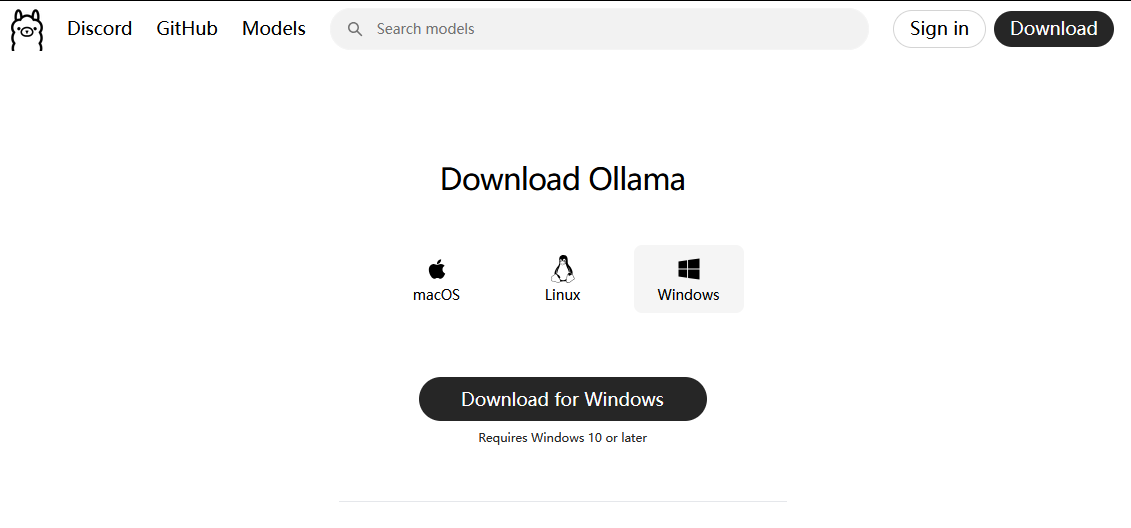 Discord GitHub Models Search models Sign in Download
Download Ollama
macOS Linux Windows
Download for Windows
Requires Windows 10 or later